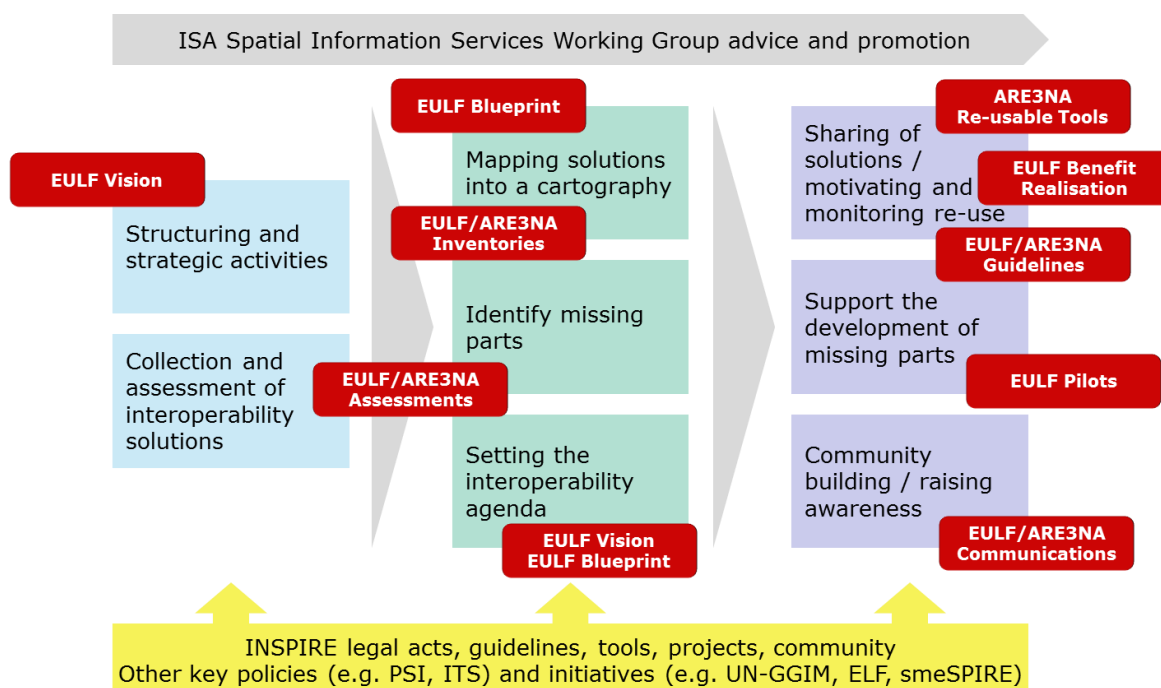 ISA Spatial Information Services Working Group advice and promotion
EULF Vision
Structuring and
strategic activities
Collection and
assessment of
interoperability
solutions
EULF/ARE3NA
Assessments
EULF Blueprint
Mapping solutions
into a cartography
EULF/ARE3NA
Inventories
Identify missing
parts
Setting the
interoperability
agenda
EULF Vision
EULF Blueprint
ARE3NA
Re-usable Tools
Sharing of
solutions /
motivating and
monitoring re-use
EULF Benefit
Realisation
EULF/ARE3NA
Guidelines
Support the
development of
missing parts
EULF Pilots
Community
building / raising
awareness
EULF/ARE3NA
Communications
INSPIRE legal acts, guidelines, tools, projects, community
Other key policies (e.g. PSI, ITS) and initiatives (e.g. UN-GGIM, ELF, smeSPIRE)